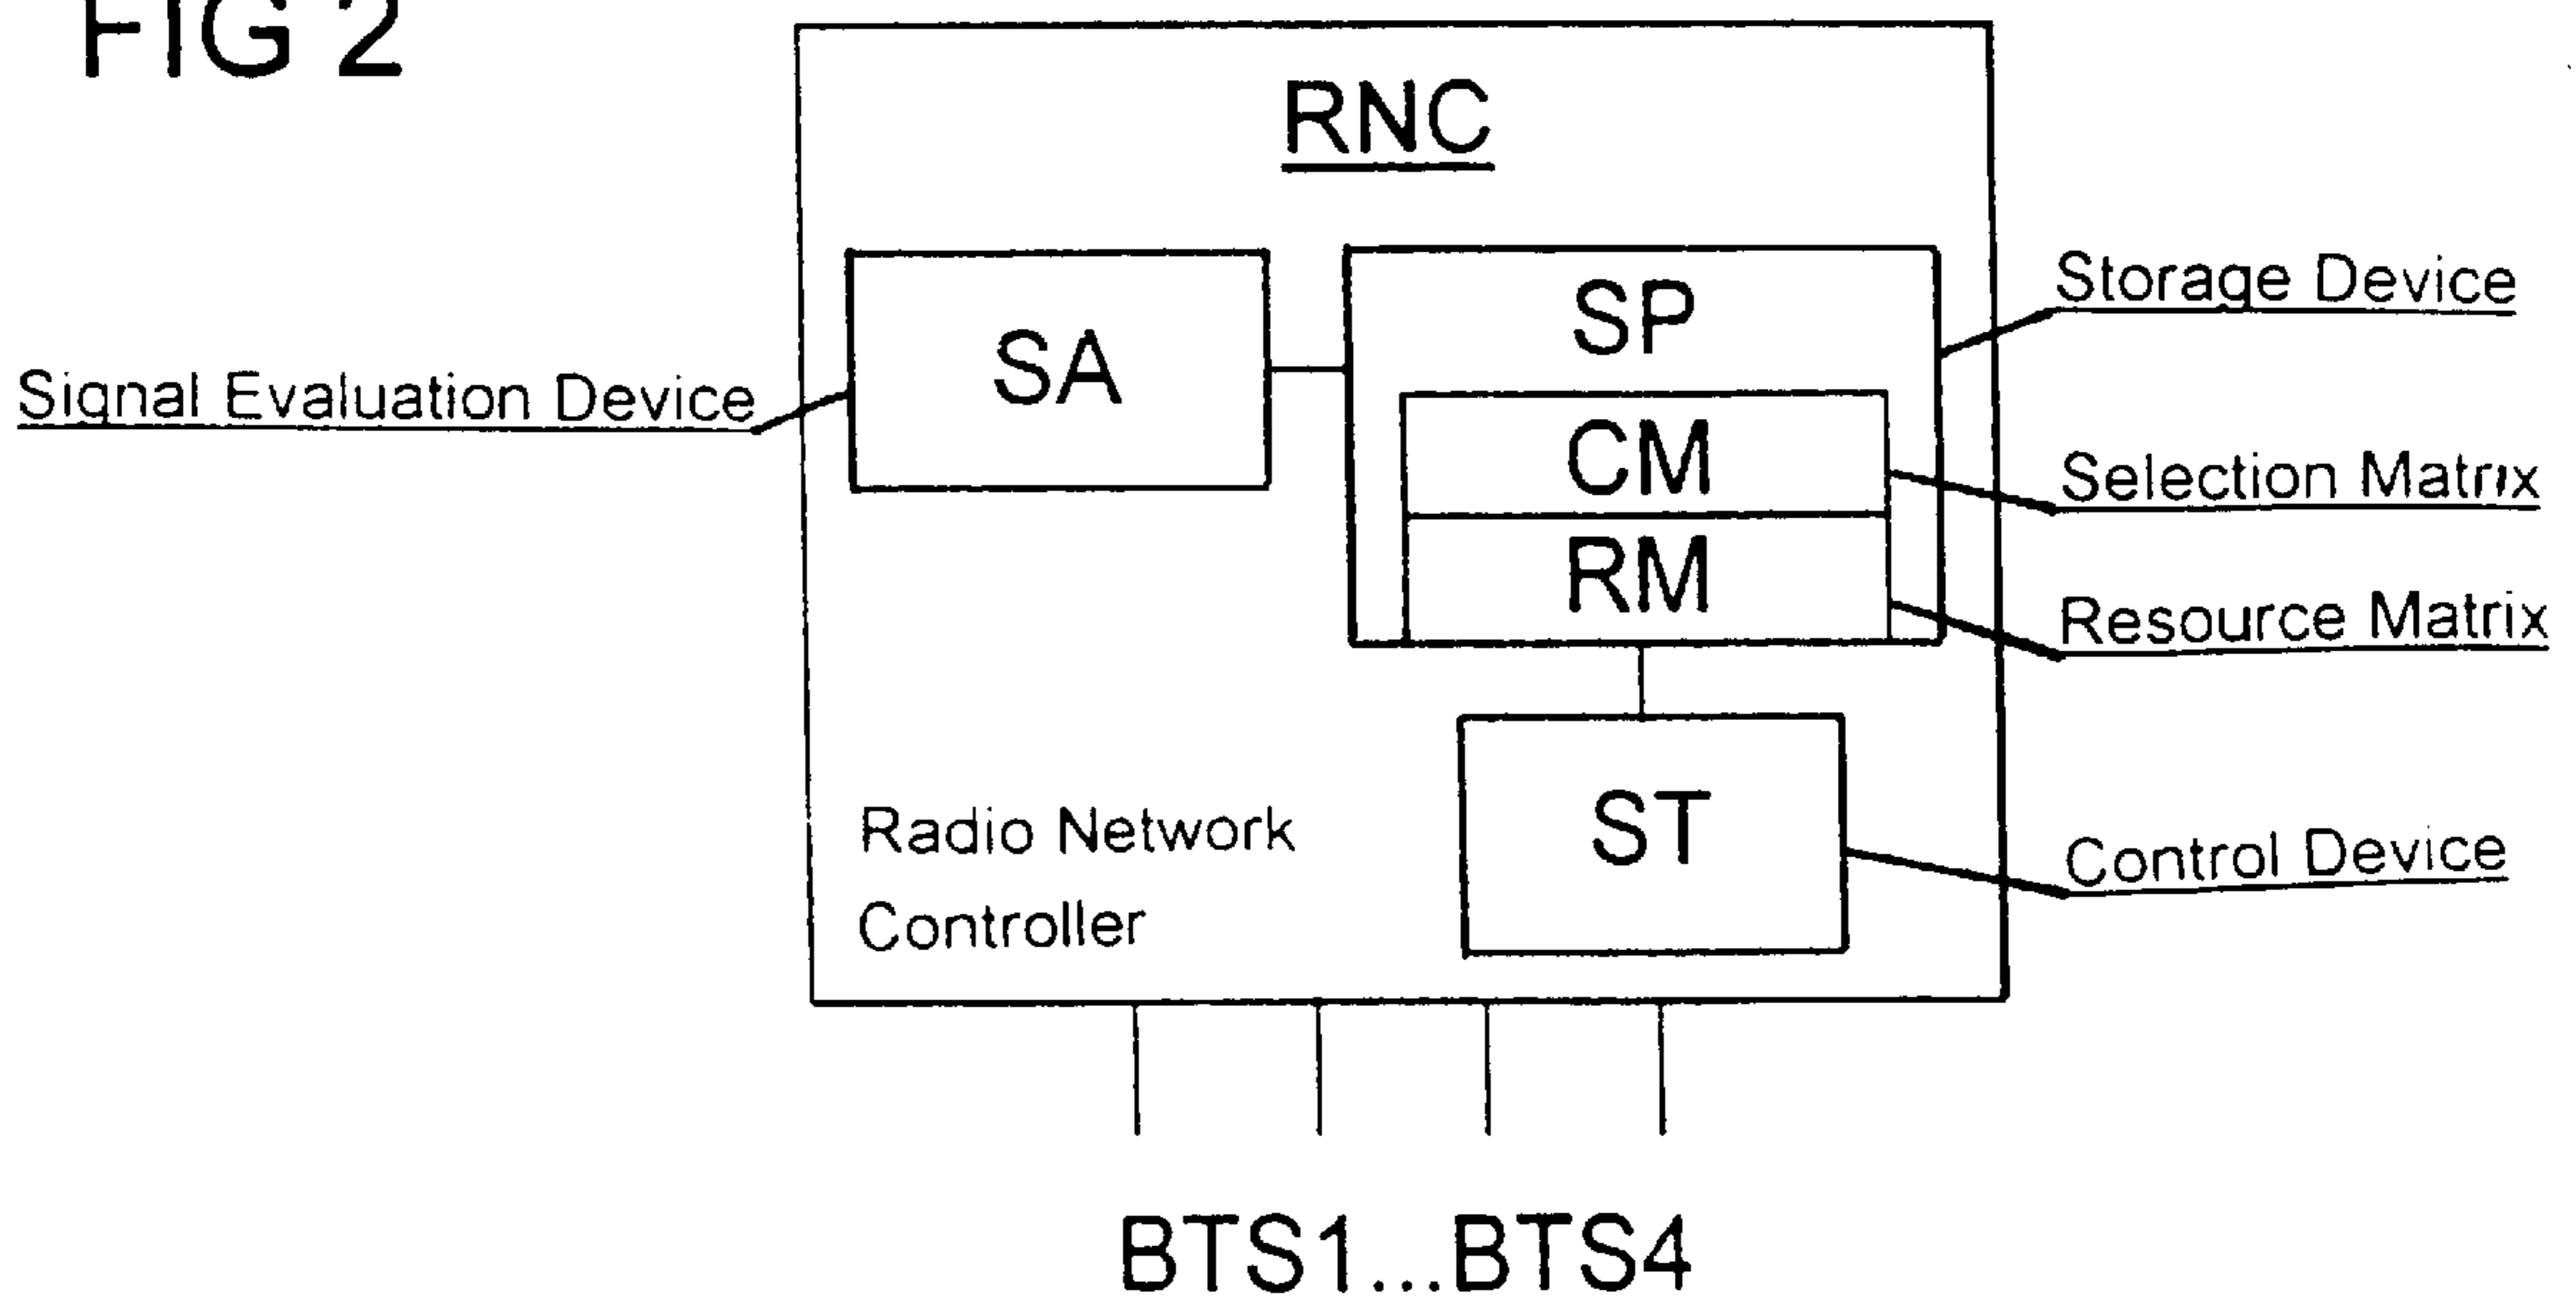 FIG 2
RNC
SA
SP
CM
RM
ST
Signal Evaluation Device
Storage Device
Selection Matrix
Resource Matrix
Control Device
Radio Network
Controller
BTS1...BTS4